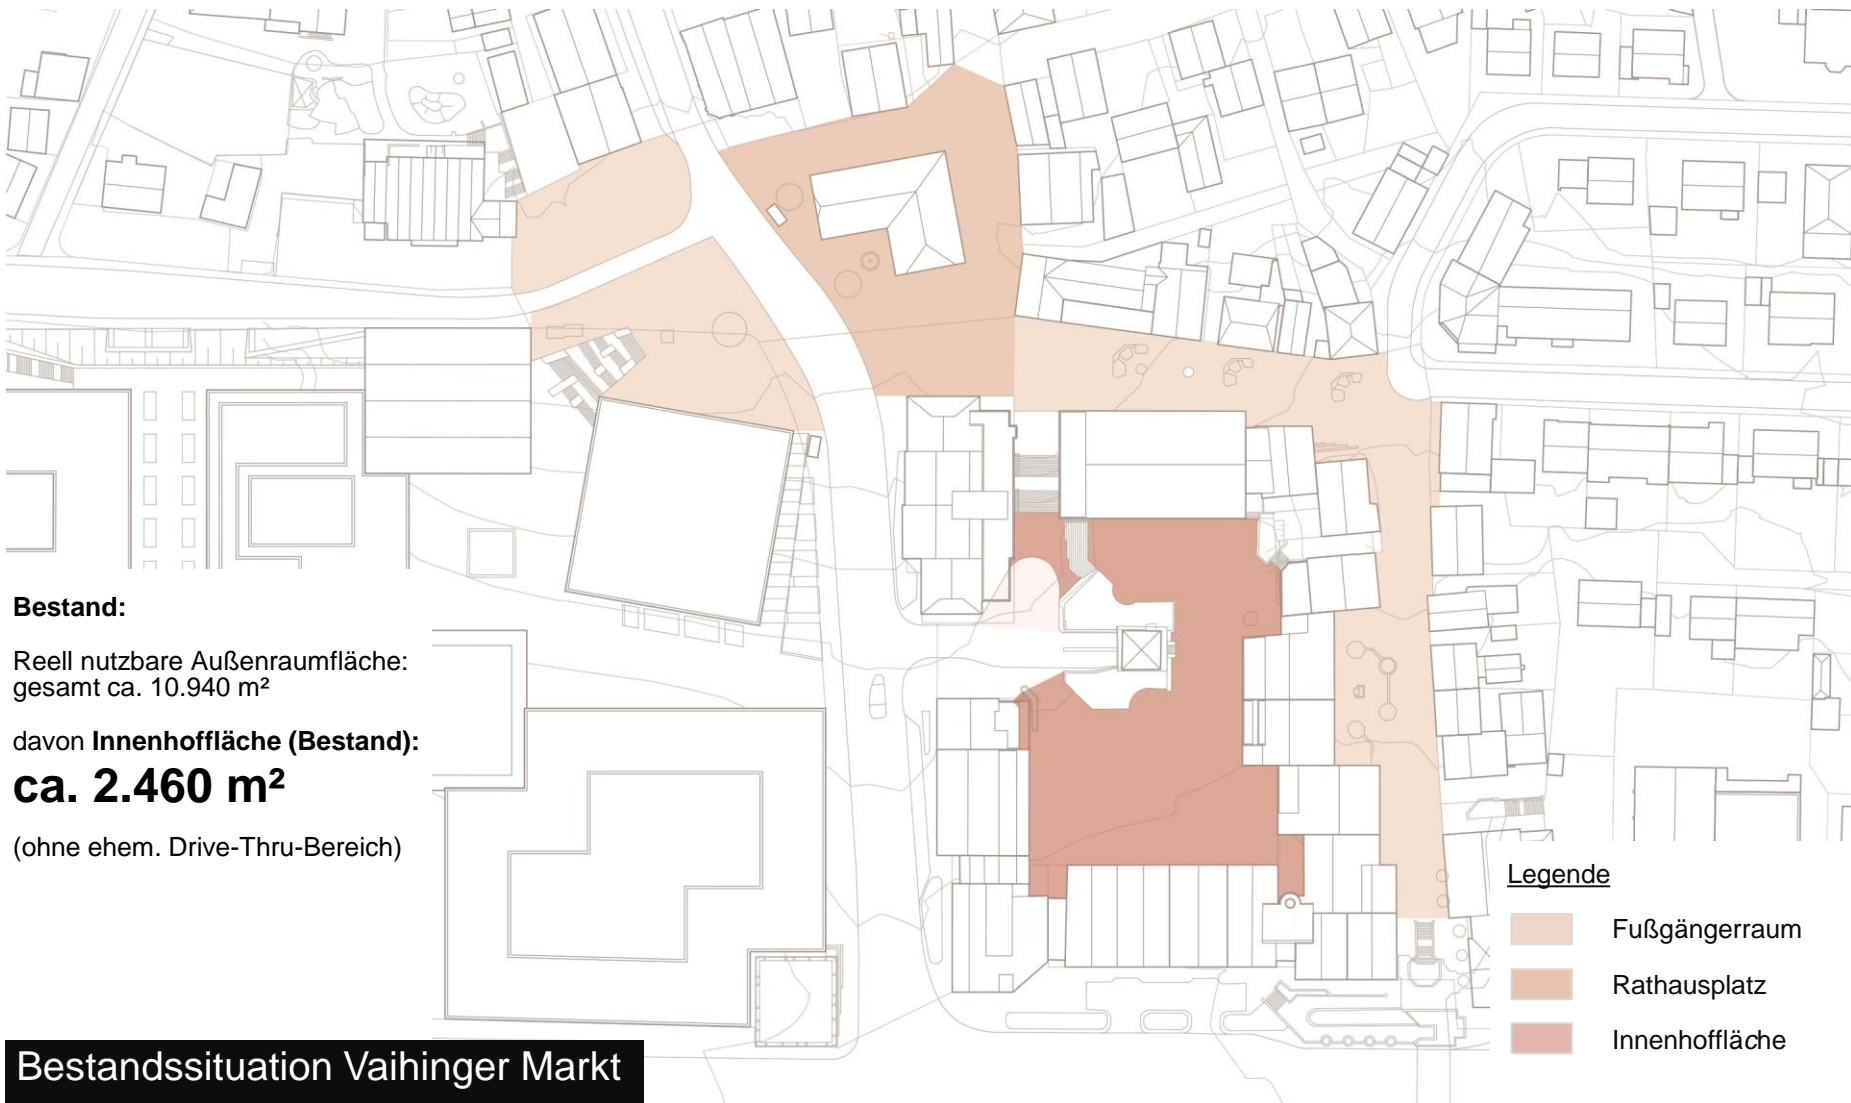 Bestand:
Reell nutzbare Außenraumfläche:
gesamt ca. 10.940 m²
davon Innenhoffläche (Bestand):
ca. 2.460 m²
(ohne ehem. Drive-Thru-Bereich)
Legende
Fußgängerraum
Rathausplatz
Innenhoffläche
Bestandssituation Vaihinger Markt